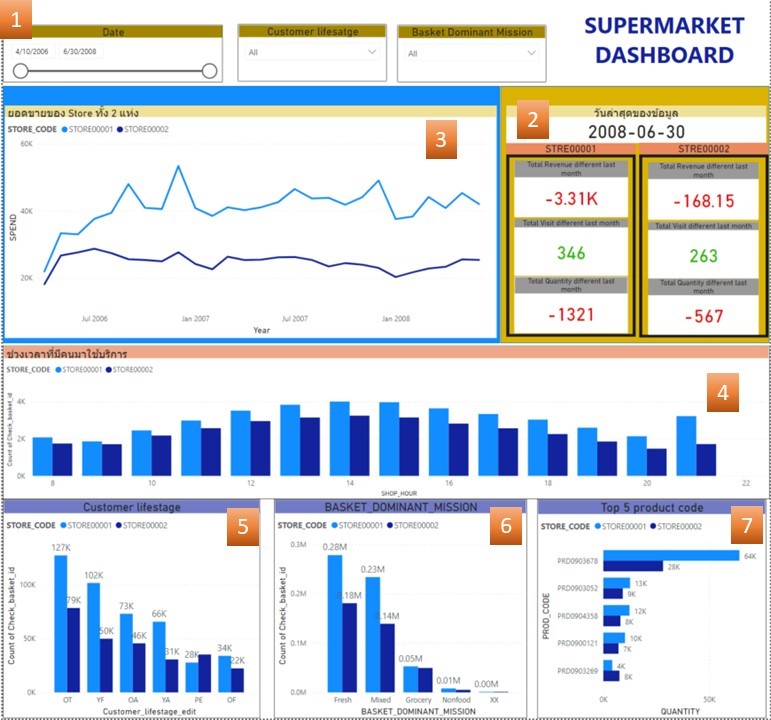 1
Date
4/10/2006 6/30/2008
Customer lifesatge
All
Basket Dominant Mission
All
SUPERMARKET
DASHBOARD
ยอดขายของ Store ทั้ง 2 แห่ง
STORE_CODE STORE00001 STORE00002
3
60K
40K
20K
SPEND
Jul 2006 Jan 2007 Jul 2007 Jan 2008
Year
2
วันล่าสุดของข้อมูล
2008-06-30
STRE00001
Total Revenue different last
month
-3.31K
Total Visit different last month
346
Total Quantity different last
month
-1321
STRE00002
Total Revenue different last
month
-168.15
Total Visit different last month
263
Total Quantity different last
month
-567
ช่วงเวลาที่มีคนมาใช้บริการ
STORE_CODE STORE00001 STORE00002
4
Count of Check_basket_id
4K
2K
0K
8 10 12 14 16 18 20 22
SHOP_HOUR
Customer lifestage
STORE_CODE STORE00001 STORE00002
5
Count of Check_basket_id
100K
50K
0K
127K
79K
102K
50K
73K
46K
66K
31K
28K
34K
22K
OT YF OA YA PE OF
Customer_lifestage_edit
BASKET_DOMINANT_MISSION
STORE_CODE STORE00001 STORE00002
6
Count of Check_basket_id
0.3M
0.2M
0.1M
0.0M
0.28M
0.18M
0.23M
0.14M
0.05M
0.01M
0.00M
Fresh Mixed Grocery Nonfood XX
BASKET_DOMINANT_MISSION
Top 5 product code
STORE_CODE STORE00001 STORE00002
7
PROD_CODE
PRD0903678
64K
28K
PRD0903052
13K
9K
PRD0904358
12K
8K
PRD0900121
10K
7K
PRD0903269
4K
8K
0K 50K
QUANTITY